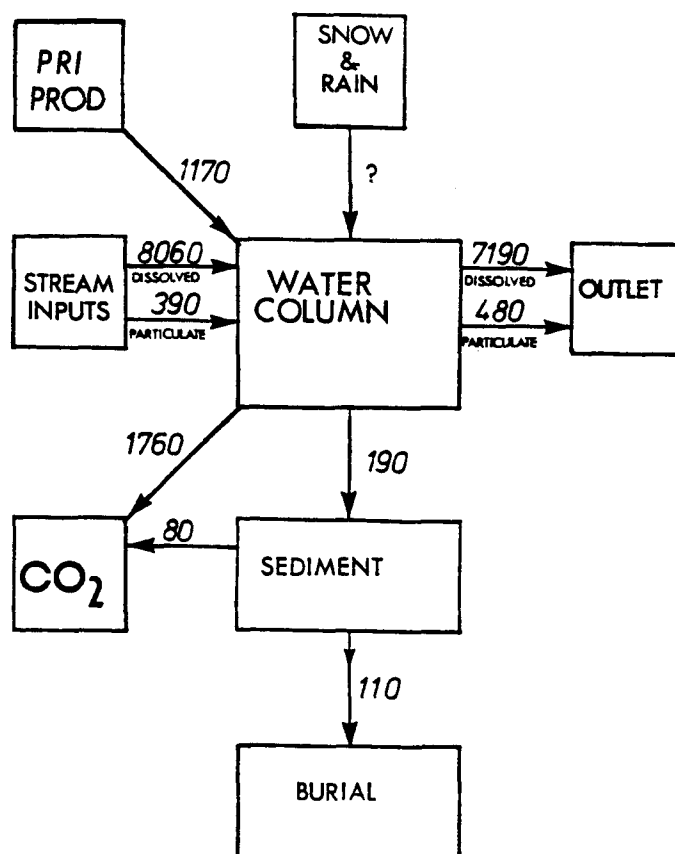 PRI
PROD
SNOW
&
RAIN
1170
?
STREAM
INPUTS
8060
DISSOLVED
390
PARTICULATE
WATER
COLUMN
7190
DISSOLVED
480
PARTICULATE
OUTLET
1760
190
CO₂
80
SEDIMENT
110
BURIAL